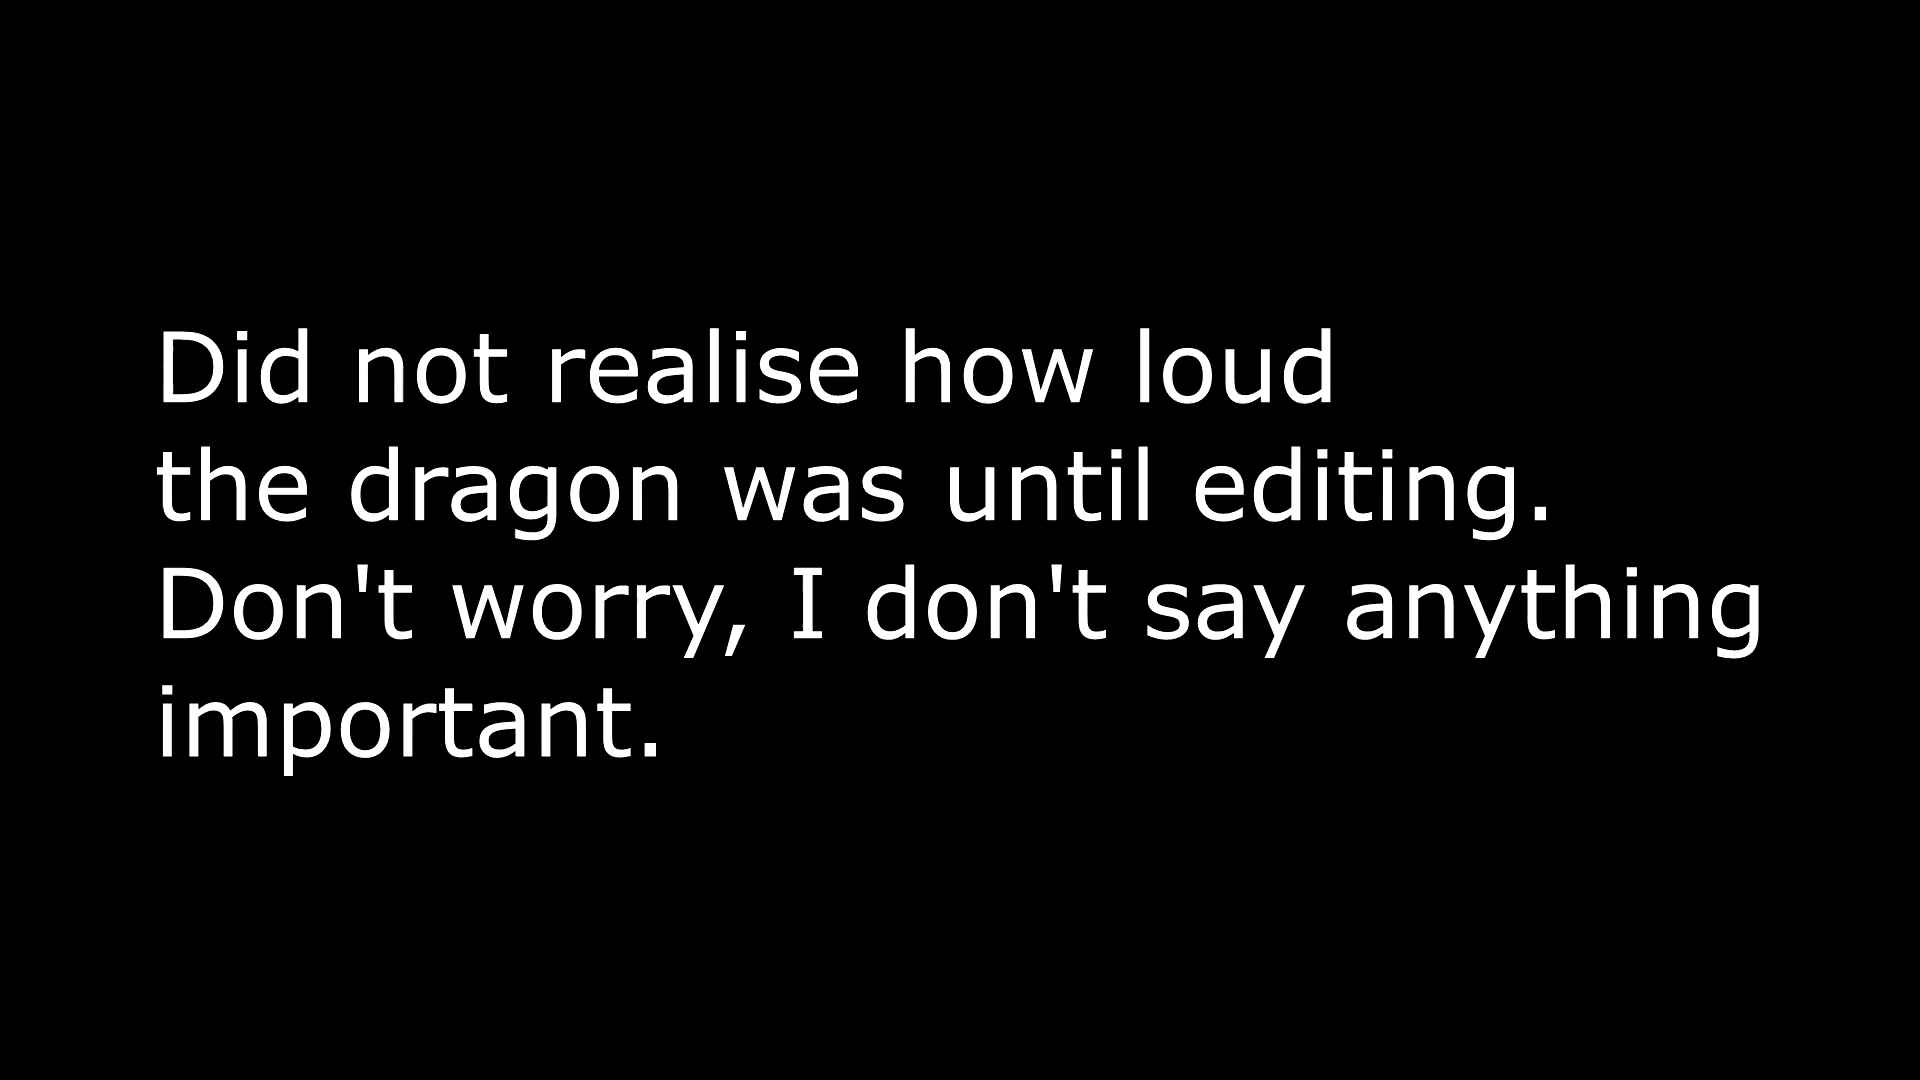 Did not realise how loud
the dragon was until editing.
Don't worry, I don't say anything
important.